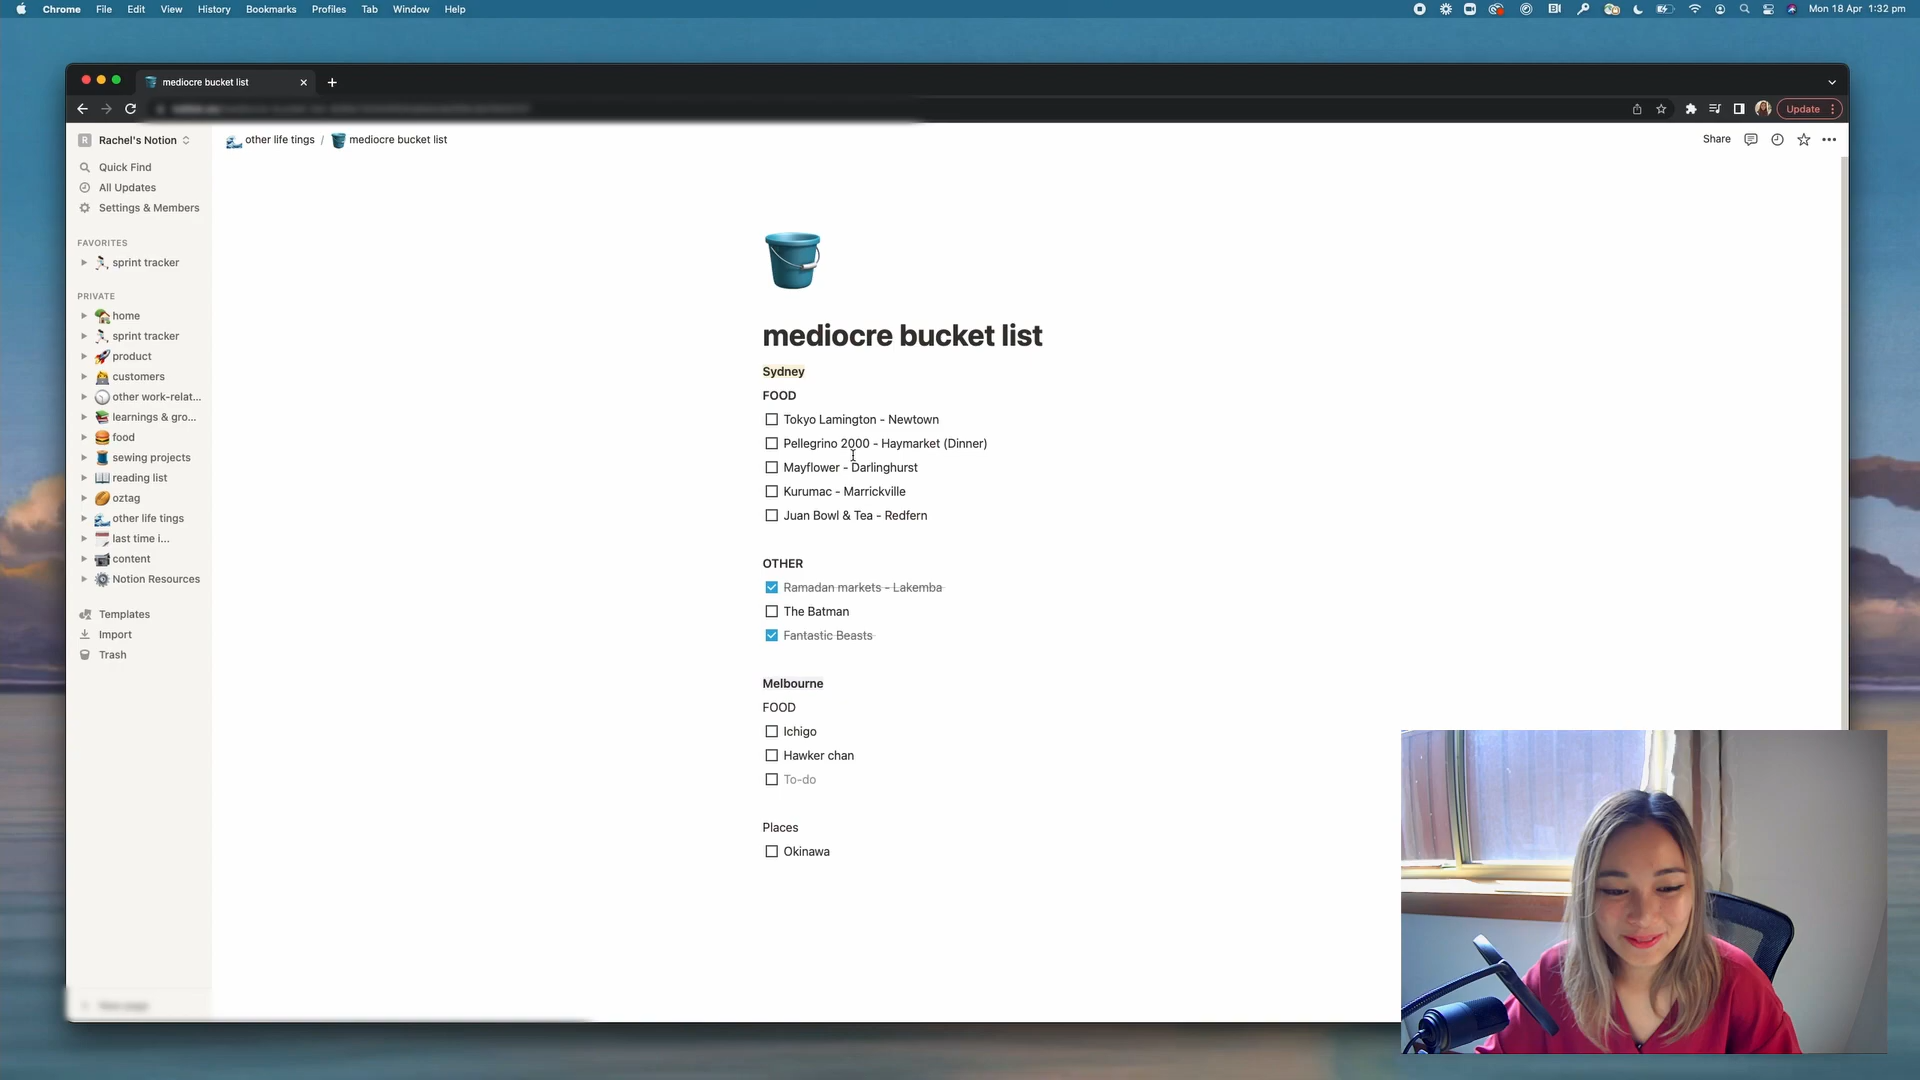 Chrome File Edit View History Bookmarks Profiles Tab Window Help
Mon 18 Apr 1:32 pm
mediocre bucket list
Update
R Rachel's Notion
Quick Find
All Updates
Settings & Members
FAVORITES
sprint tracker
PRIVATE
home
sprint tracker
product
customers
other work-relat...
learnings & gro...
food
sewing projects
reading list
oztag
other life tings
last time i...
content
Notion Resources
Templates
Import
Trash
other life tings / mediocre bucket list
Share
mediocre bucket list
Sydney
FOOD
Tokyo Lamington - Newtown
Pellegrino 2000 - Haymarket (Dinner)
Mayflower - Darlinghurst
Kurumac - Marrickville
Juan Bowl & Tea - Redfern
OTHER
Ramadan markets - Lakemba
The Batman
Fantastic Beasts
Melbourne
FOOD
Ichigo
Hawker chan
To-do
Places
Okinawa